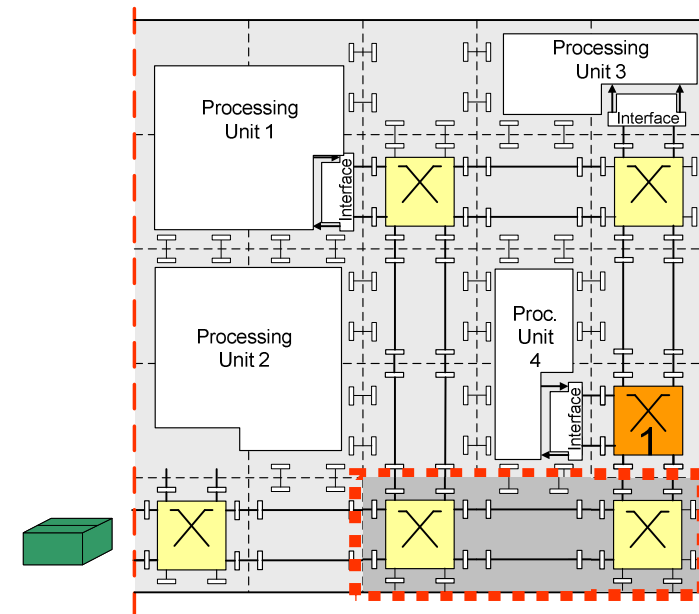 Processing
Unit 3
Interface
Processing
Unit 1
Interface
Processing
Unit 2
Proc.
Unit
4
Interface
1